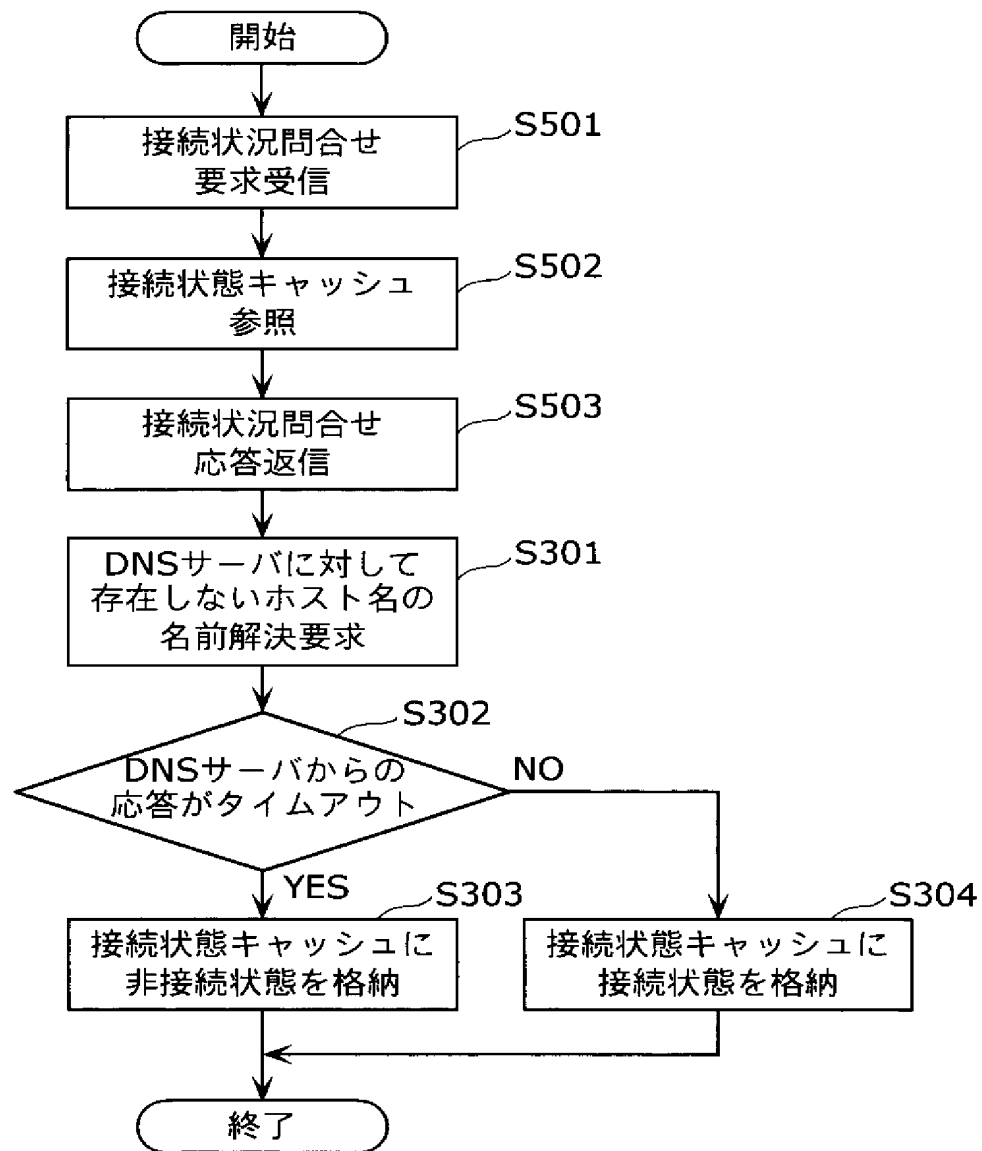 開始
S501
接続状況問合せ
要求受信
S502
接続状態キャッシュ
参照
S503
接続状況問合せ
応答返信
S301
DNSサーバに対して
存在しないホスト名の
名前解決要求
S302
DNSサーバからの
応答がタイムアウト
NO
YES
S303
接続状態キャッシュに
非接続状態を格納
S304
接続状態キャッシュに
接続状態を格納
終了